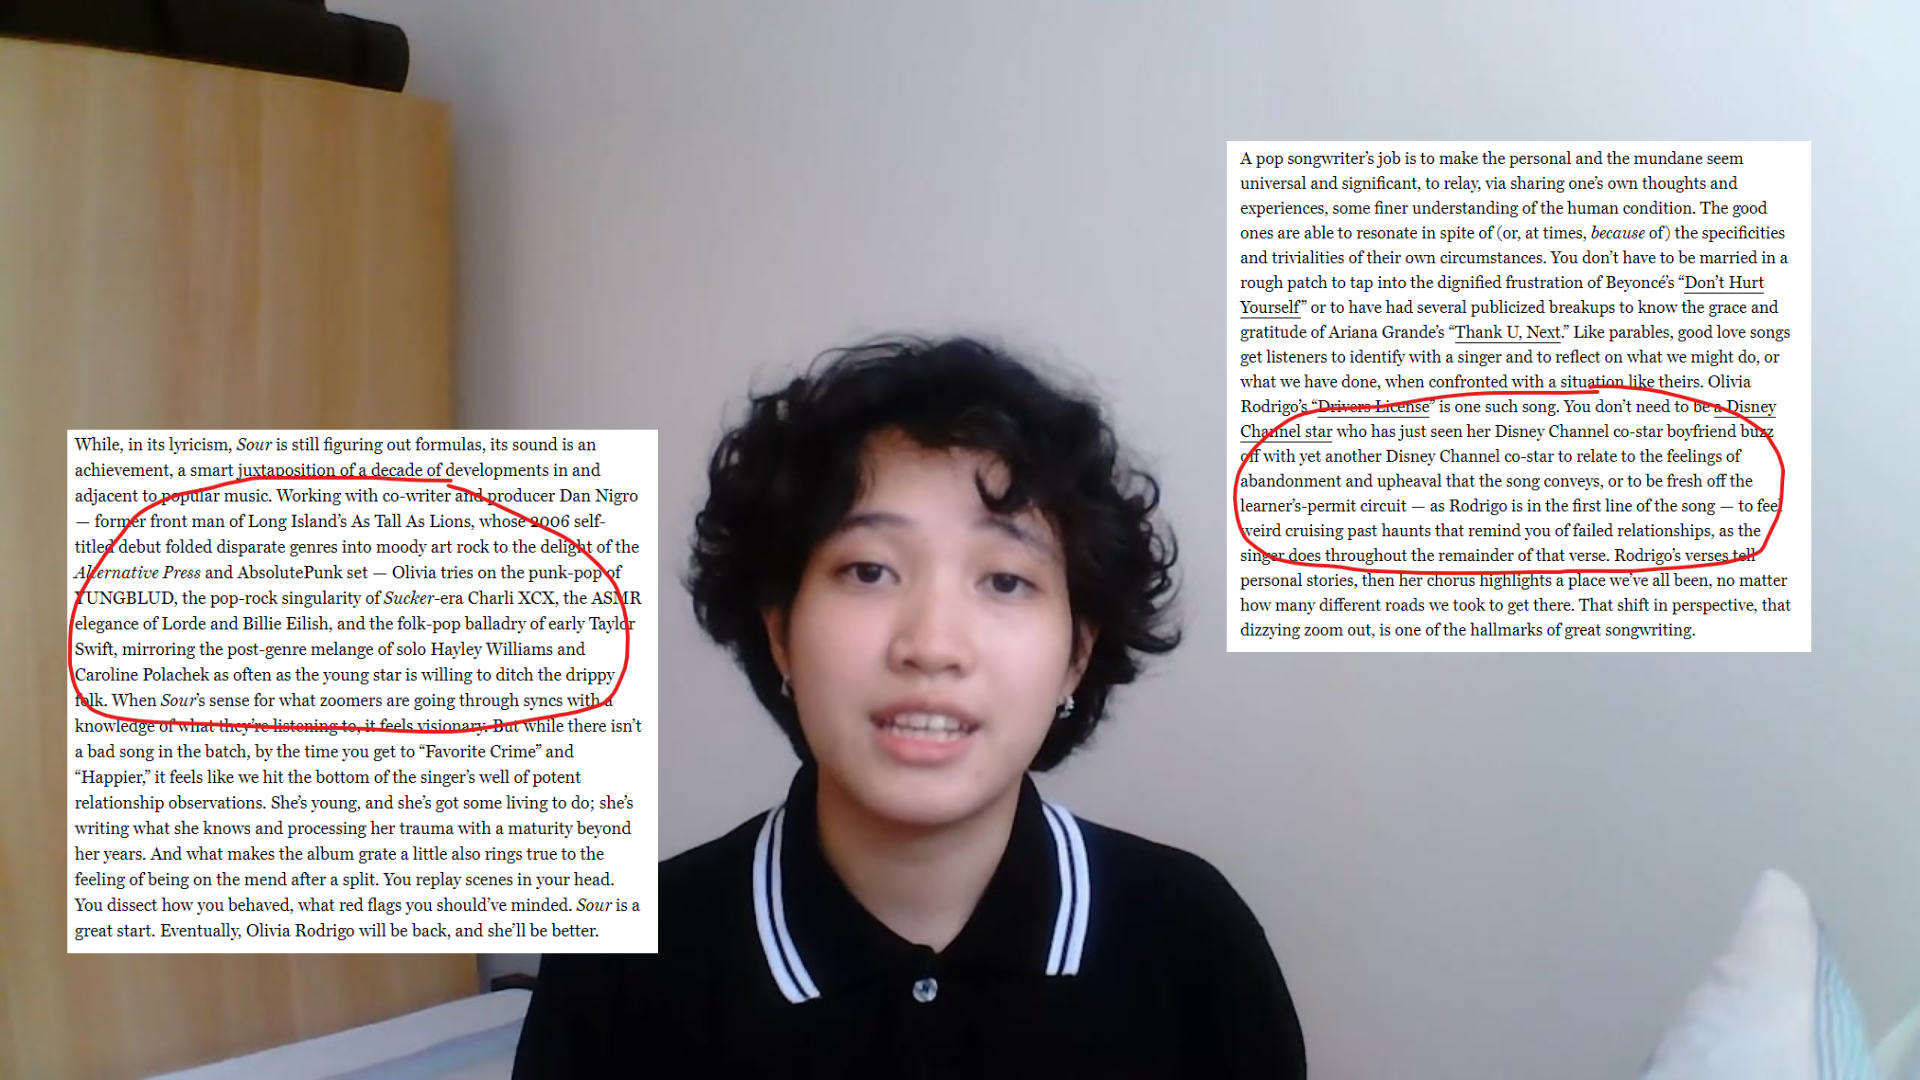 While, in its lyricism, Sour is still figuring out formulas, its sound is an
achievement, a smart juxtaposition of a decade of developments in and
adjacent to popular music. Working with co-writer and producer Dan Nigro
— former front man of Long Island’s As Tall As Lions, whose 2006 self-
titled debut folded disparate genres into moody art rock to the delight of the
Alternative Press and AbsolutePunk set — Olivia tries on the punk-pop of
YUNGBLUD, the pop-rock singularity of Sucker-era Charli XCX, the ASMR
elegance of Lorde and Billie Eilish, and the folk-pop balladry of early Taylor
Swift, mirroring the post-genre melange of solo Hayley Williams and
Caroline Polachek as often as the young star is willing to ditch the drippy
folk. When Sour’s sense for what zoomers are going through syncs with a
knowledge of what they’re listening to, it feels visionary. But while there isn’t
a bad song in the batch, by the time you get to “Favorite Crime” and
“Happier,” it feels like we hit the bottom of the singer’s well of potent
relationship observations. She’s young, and she’s got some living to do; she’s
writing what she knows and processing her trauma with a maturity beyond
her years. And what makes the album grate a little also rings true to the
feeling of being on the mend after a split. You replay scenes in your head.
You dissect how you behaved, what red flags you should’ve minded. Sour is a
great start. Eventually, Olivia Rodrigo will be back, and she’ll be better.
A pop songwriter’s job is to make the personal and the mundane seem
universal and significant, to relay, via sharing one’s own thoughts and
experiences, some finer understanding of the human condition. The good
ones are able to resonate in spite of (or, at times, because of) the specificities
and trivialities of their own circumstances. You don’t have to be married in a
rough patch to tap into the dignified frustration of Beyoncé’s “Don’t Hurt
Yourself” or to have had several publicized breakups to know the grace and
gratitude of Ariana Grande’s “Thank U, Next.” Like parables, good love songs
get listeners to identify with a singer and to reflect on what we might do, or
what we have done, when confronted with a situation like theirs. Olivia
Rodrigo’s “Drivers License” is one such song. You don’t need to be a Disney
Channel star who has just seen her Disney Channel co-star boyfriend buzz
off with yet another Disney Channel co-star to relate to the feelings of
abandonment and upheaval that the song conveys, or to be fresh off the
learner’s-permit circuit — as Rodrigo is in the first line of the song — to feel
weird cruising past haunts that remind you of failed relationships, as the
singer does throughout the remainder of that verse. Rodrigo’s verses tell
personal stories, then her chorus highlights a place we’ve all been, no matter
how many different roads we took to get there. That shift in perspective, that
dizzying zoom out, is one of the hallmarks of great songwriting.